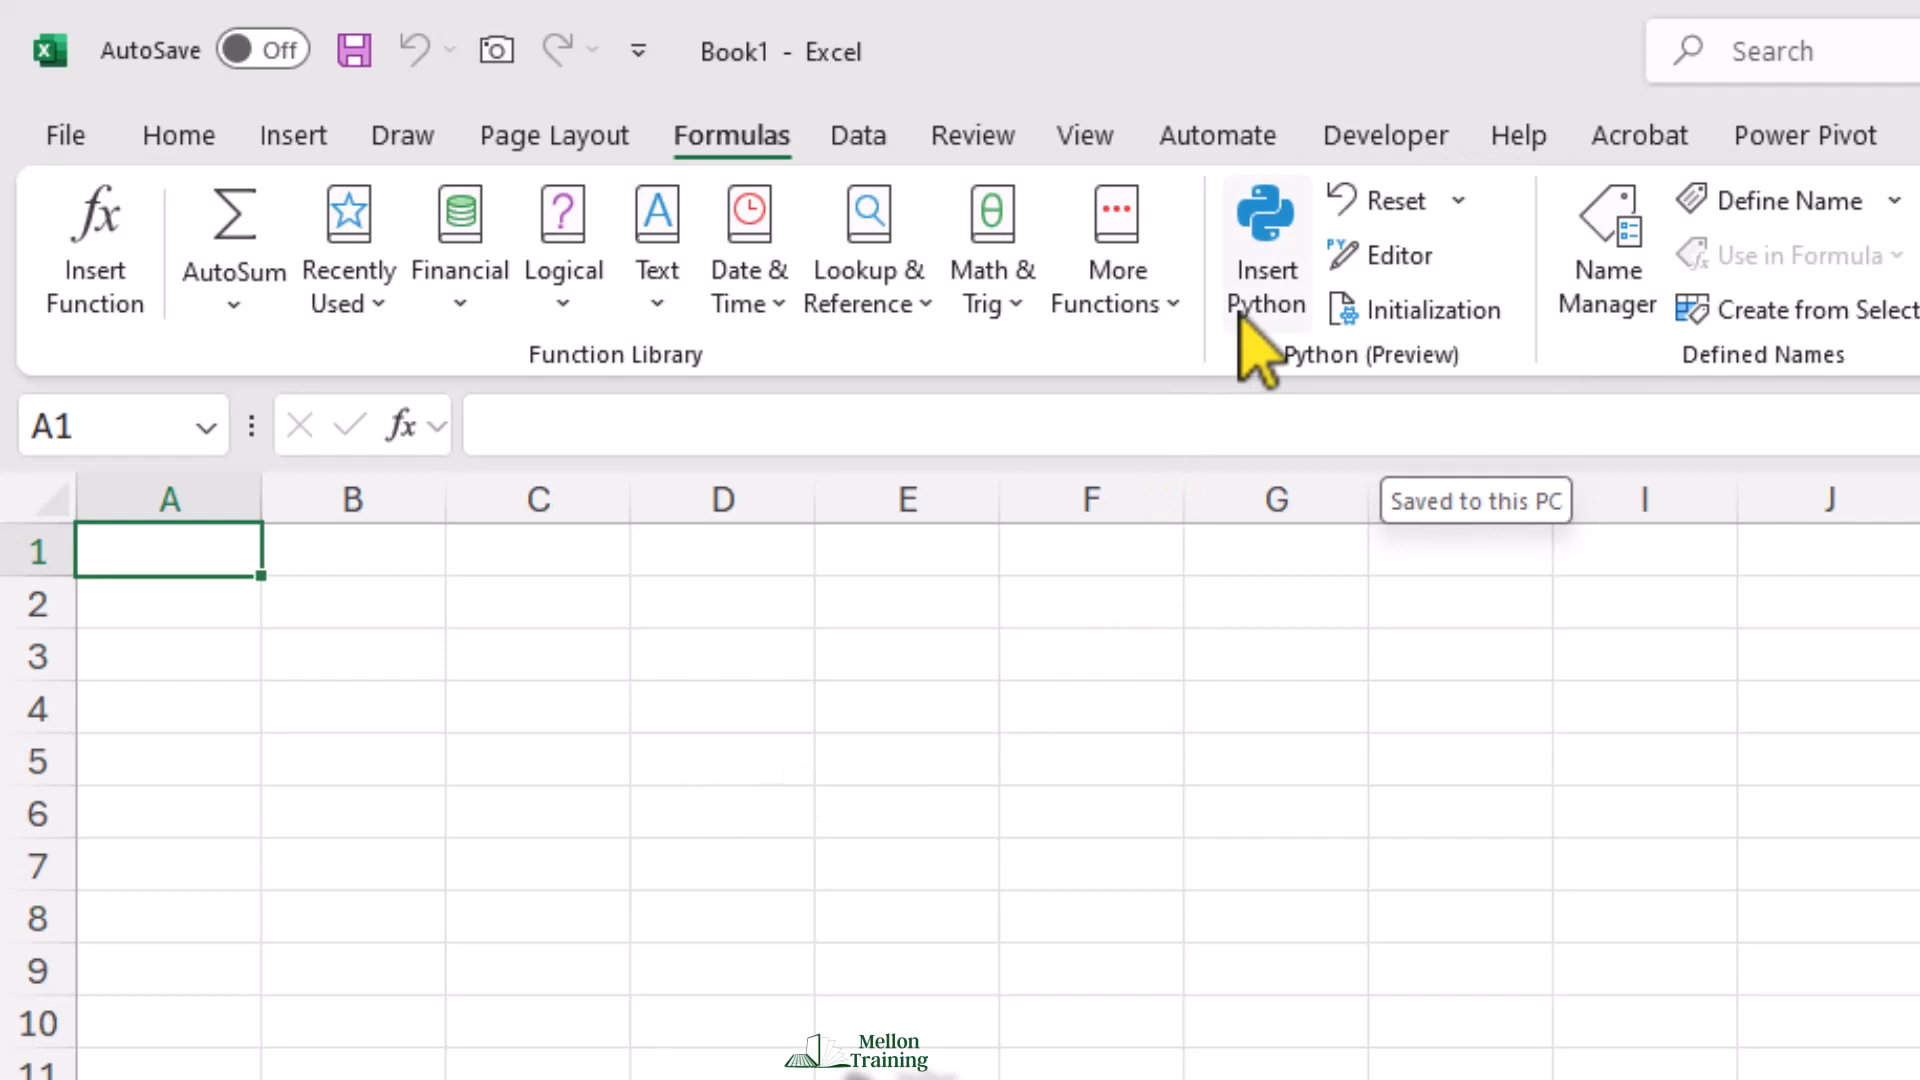 AutoSave Off Book1 - Excel Search
File Home Insert Draw Page Layout Formulas Data Review View Automate Developer Help Acrobat Power Pivot
fx
Insert
Function
AutoSum
Recently
Used
Financial
Logical
Text
Date &
Time
Lookup &
Reference
Math &
Trig
More
Functions
Function Library
Insert
Python
Reset
Editor
Initialization
Python (Preview)
Name
Manager
Define Name
Use in Formula
Create from Select
Defined Names
A1 fx
A B C D E F G Saved to this PC I J
1
2
3
4
5
6
7
8
9
10
11
Mellon
Training